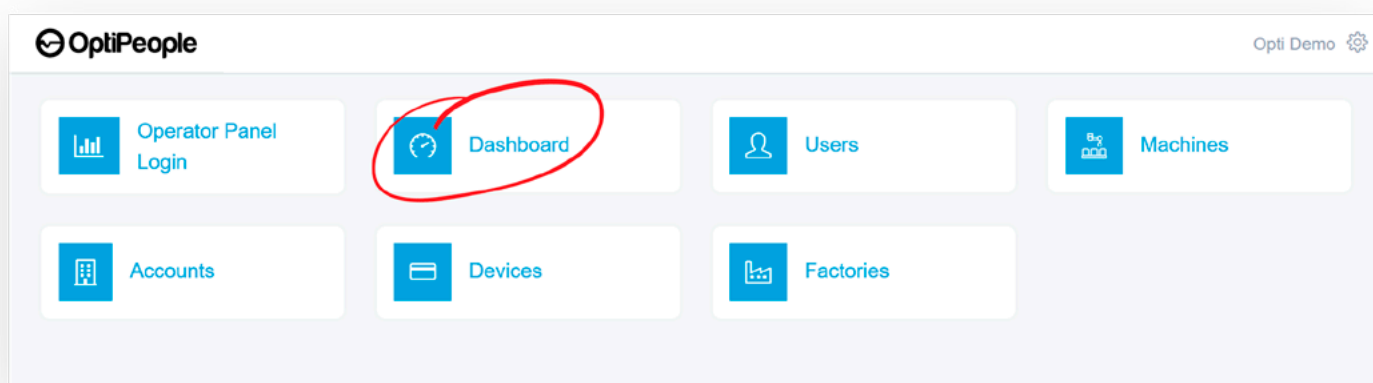 OptiPeople
Opti Demo
Operator Panel
Login
Dashboard
Users
Machines
Accounts
Devices
Factories